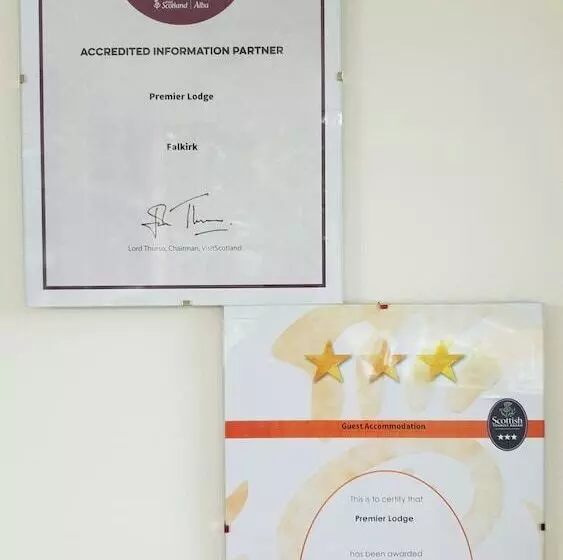 Scotland | Alba
ACCREDITED INFORMATION PARTNER
Premier Lodge
Falkirk
Lord Thurso, Chairman, VisitScotland
Guest Accommodation
Scottish
This is to certify that
Premier Lodge
has been awarded